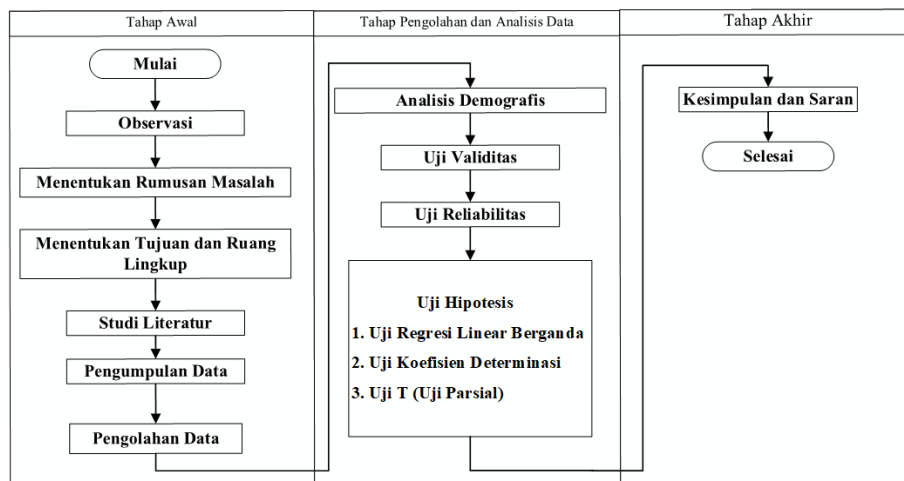 Tahap Awal
Mulai
Observasi
Menentukan Rumusan Masalah
Menentukan Tujuan dan Ruang
Lingkup
Studi Literatur
Pengumpulan Data
Pengolahan Data
Tahap Pengolahan dan Analisis Data
Analisis Demografis
Uji Validitas
Uji Reliabilitas
Uji Hipotesis
1. Uji Regresi Linear Berganda
2. Uji Koefisien Determinasi
3. Uji T (Uji Parsial)
Tahap Akhir
Kesimpulan dan Saran
Selesai